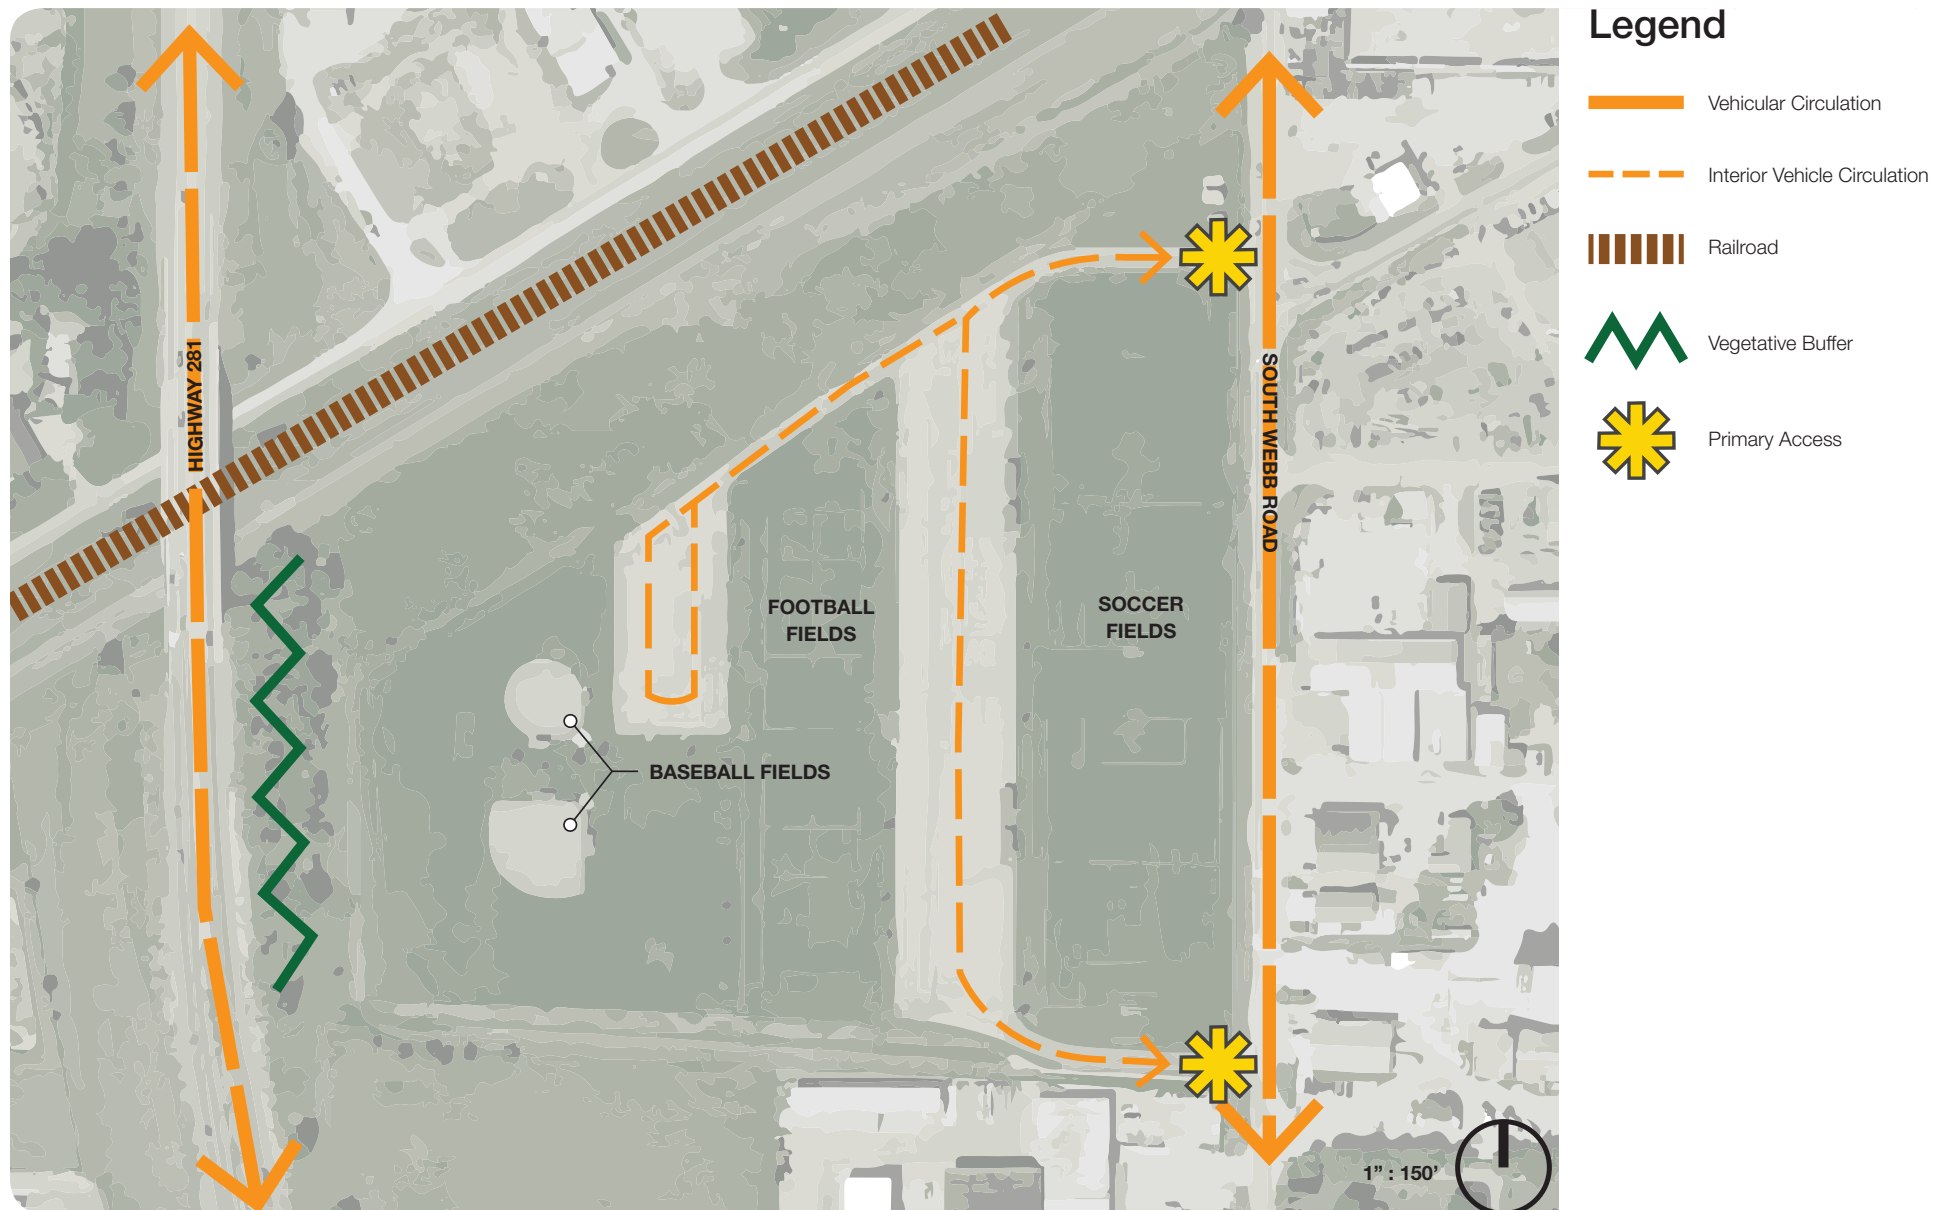 Legend
Vehicular Circulation
Interior Vehicle Circulation
Railroad
Vegetative Buffer
Primary Access
HIGHWAY 281
SOUTH WEBB ROAD
FOOTBALL
FIELDS
SOCCER
FIELDS
BASEBALL FIELDS
1” : 150’